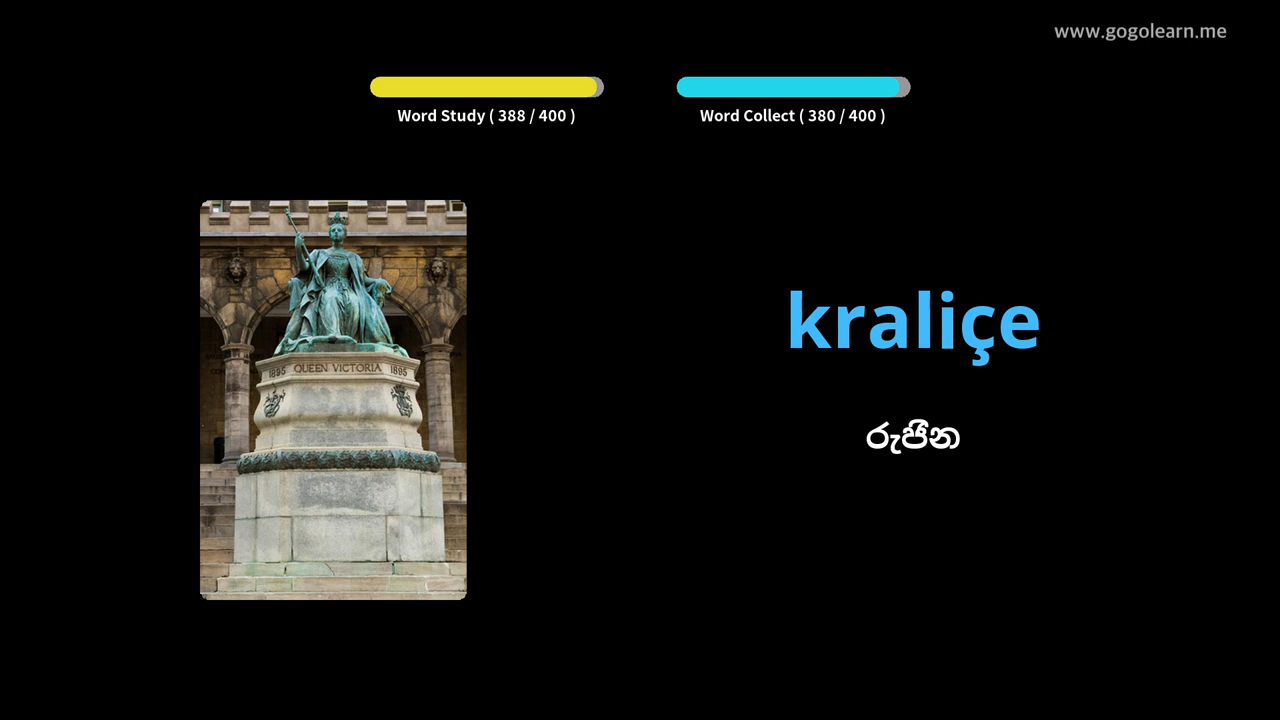 www.gogolearn.me
Word Study ( 388 / 400 )
Word Collect ( 380 / 400 )
1895 QUEEN VICTORIA 1895
kraliçe
රුජින